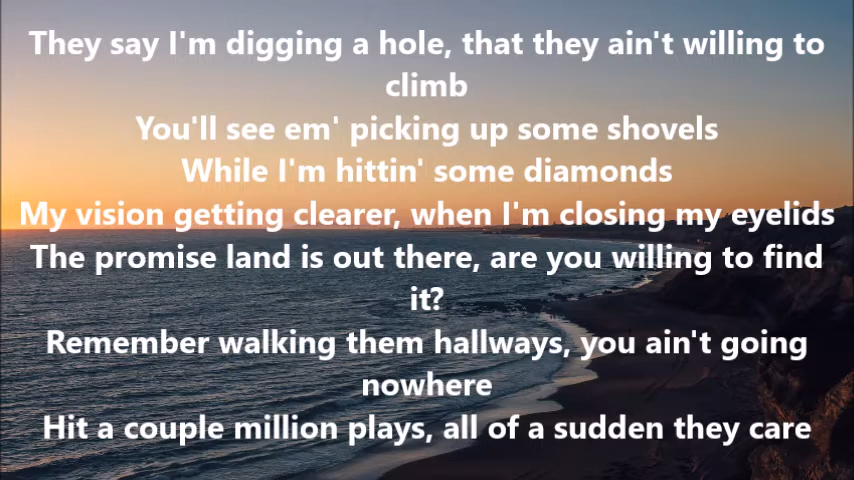 They say I'm digging a hole, that they ain't willing to
climb
You'll see em' picking up some shovels
While I'm hittin' some diamonds
My vision getting clearer, when I'm closing my eyelids
The promise land is out there, are you willing to find
it?
Remember walking them hallways, you ain't going
nowhere
Hit a couple million plays, all of a sudden they care